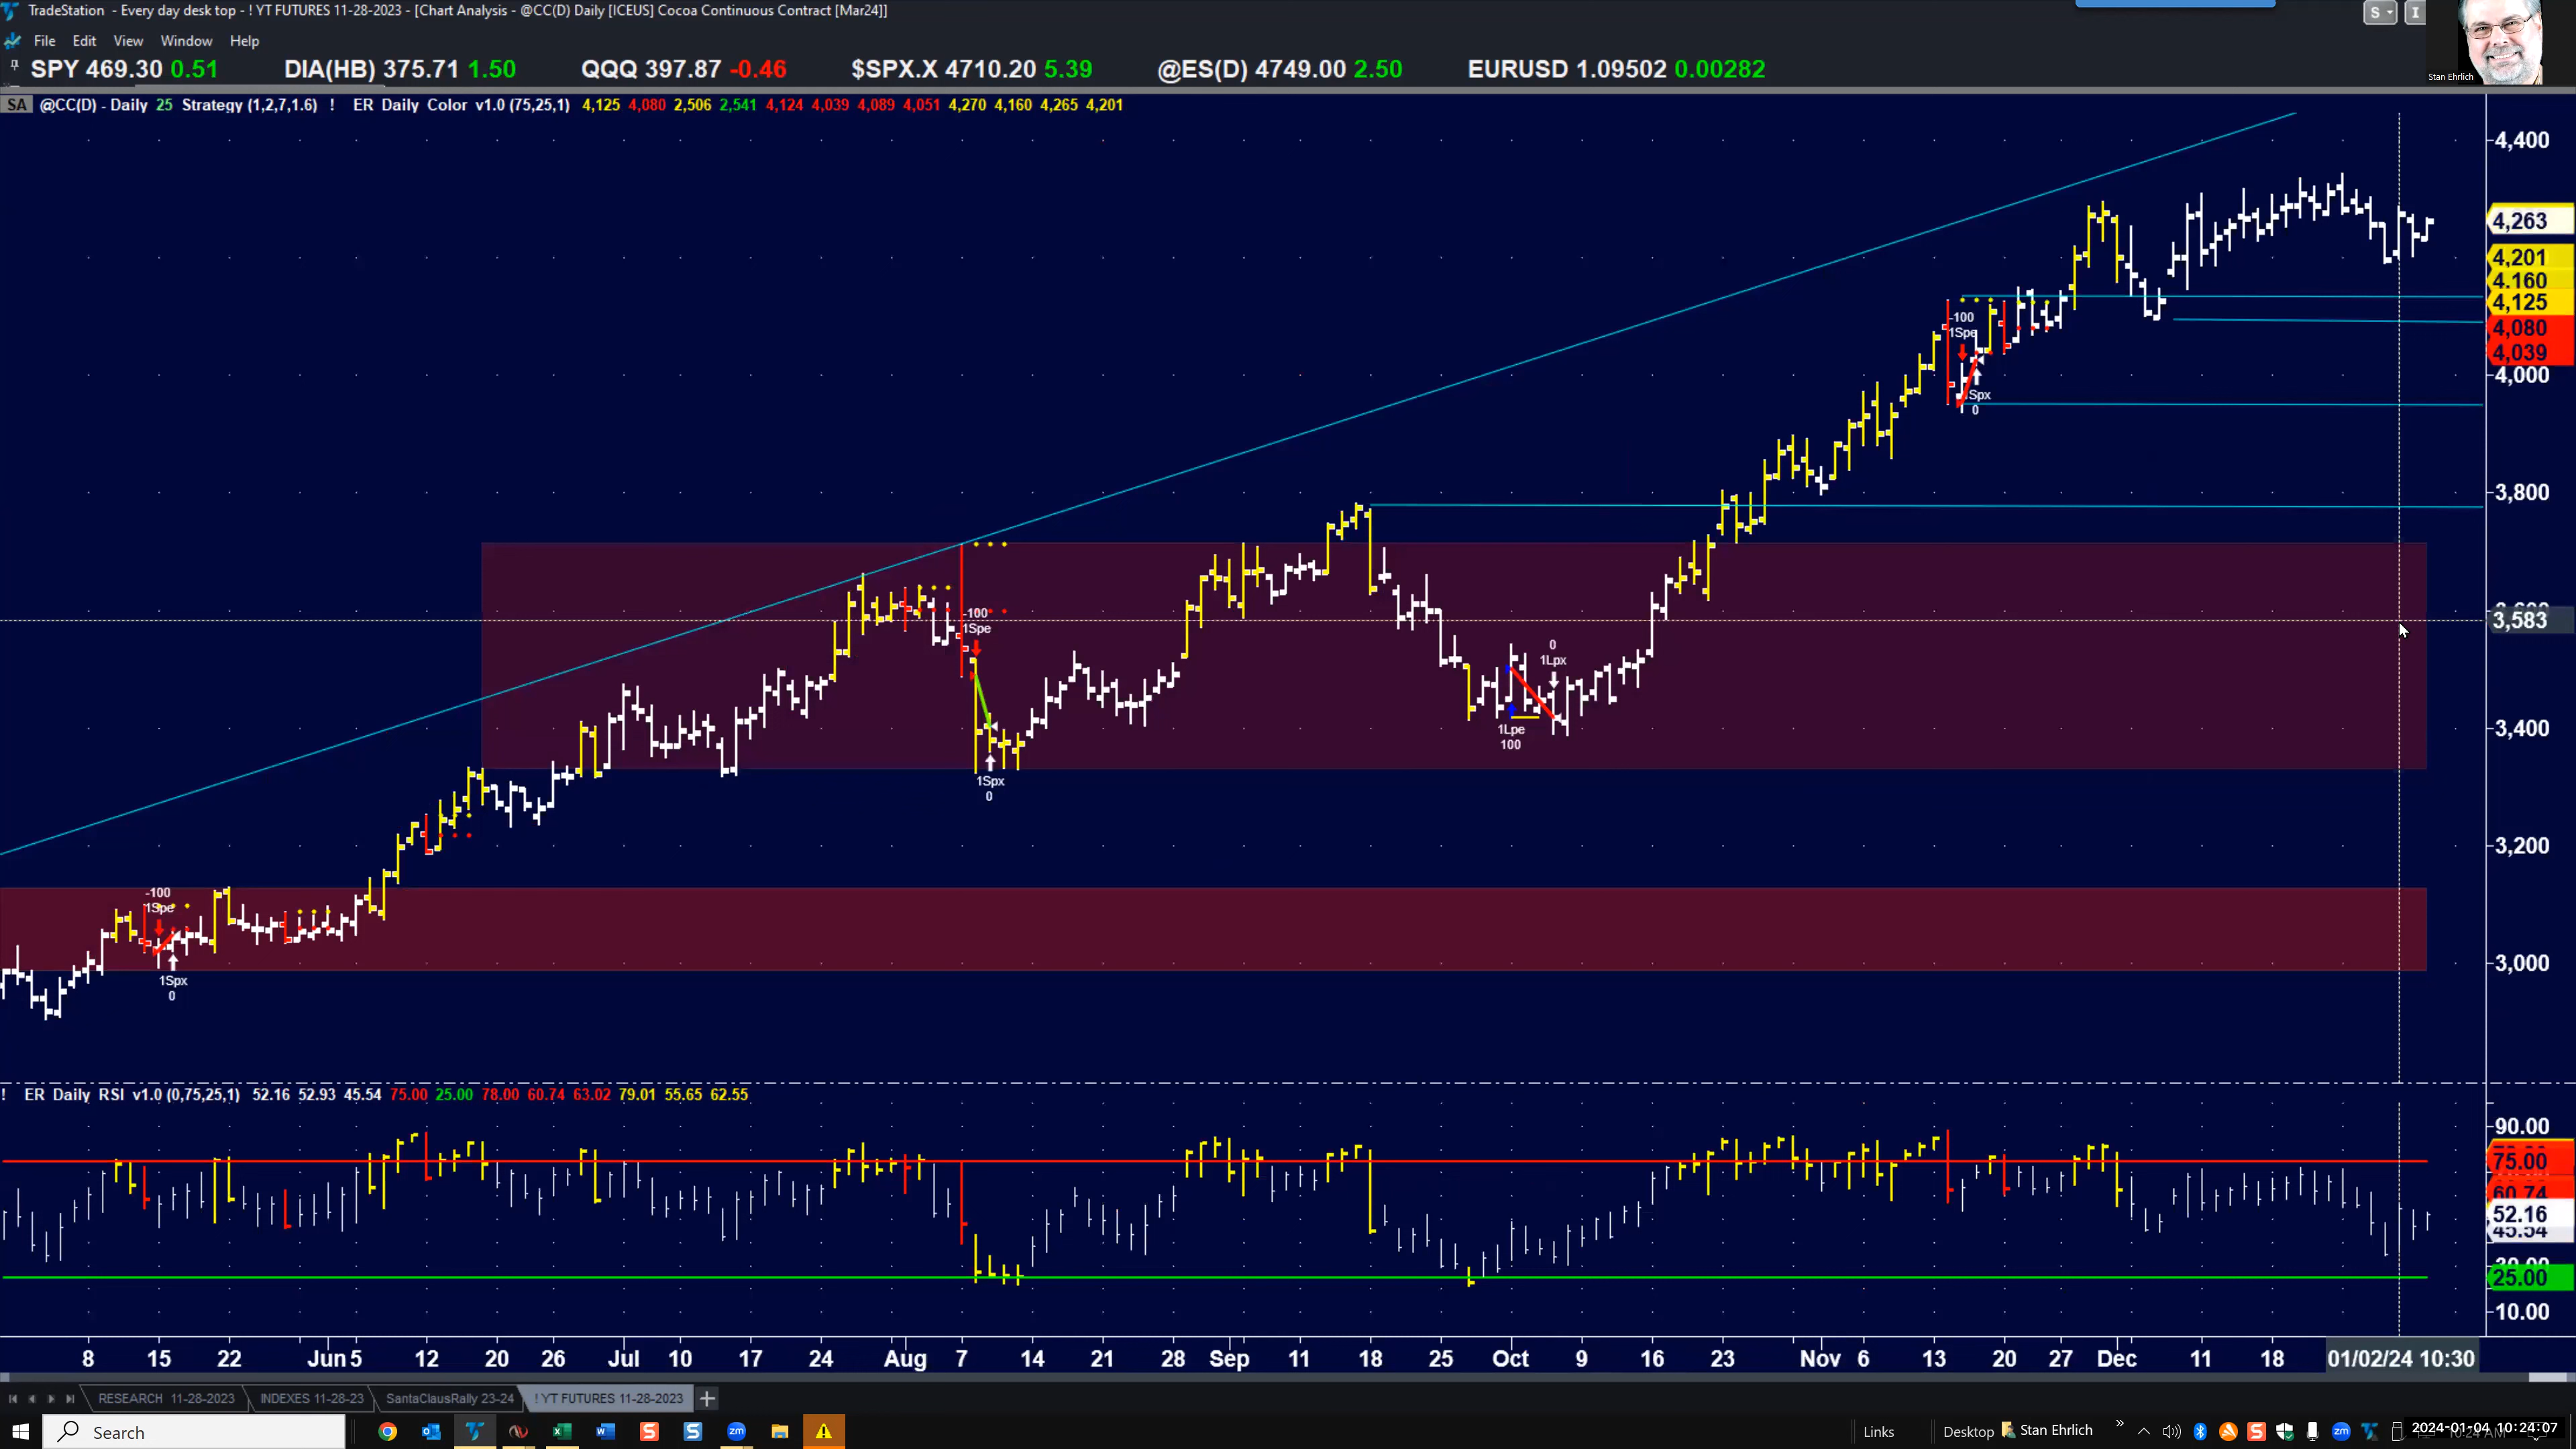 TradeStation - Every day desk top - ! YT FUTURES 11-28-2023 - [Chart Analysis - @CC(D) Daily [ICEUS] Cocoa Continuous Contract [Mar24]]
S I
File Edit View Window Help
Stan Ehrlich
SPY 469.30 0.51 DIA(HB) 375.71 1.50 QQQ 397.87 -0.46 $SPX.X 4710.20 5.39 @ES(D) 4749.00 2.50 EURUSD 1.09502 0.00282
SA @CC(D) - Daily 25 Strategy (1,2,7,1.6) ! ER Daily Color v1.0 (75,25,1) 4,125 4,080 2,506 2,541 4,124 4,039 4,089 4,051 4,270 4,160 4,265 4,201
4,400
4,263
4,201
4,160
4,125
4,080
4,039
4,000
3,800
3,583
3,400
3,200
3,000
-100
1Spe
1Spx
0
-100
1Spe
1Spx
0
0
1Lpx
1Lpe
100
-100
1Spe
1Spx
0
! ER Daily RSI v1.0 (0,75,25,1) 52.16 52.93 45.54 75.00 25.00 78.00 60.74 63.02 79.01 55.65 62.55
90.00
75.00
60.74
52.16
45.54
25.00
10.00
8 15 22 Jun 5 12 20 26 Jul 10 17 24 Aug 7 14 21 28 Sep 11 18 25 Oct 9 16 23 Nov 6 13 20 27 Dec 11 18 01/02/24 10:30
RESEARCH 11-28-2023 INDEXES 11-28-23 SantaClausRally 23-24 ! YT FUTURES 11-28-2023 +
Search
Links Desktop Stan Ehrlich
2024-01-04 10:24:07